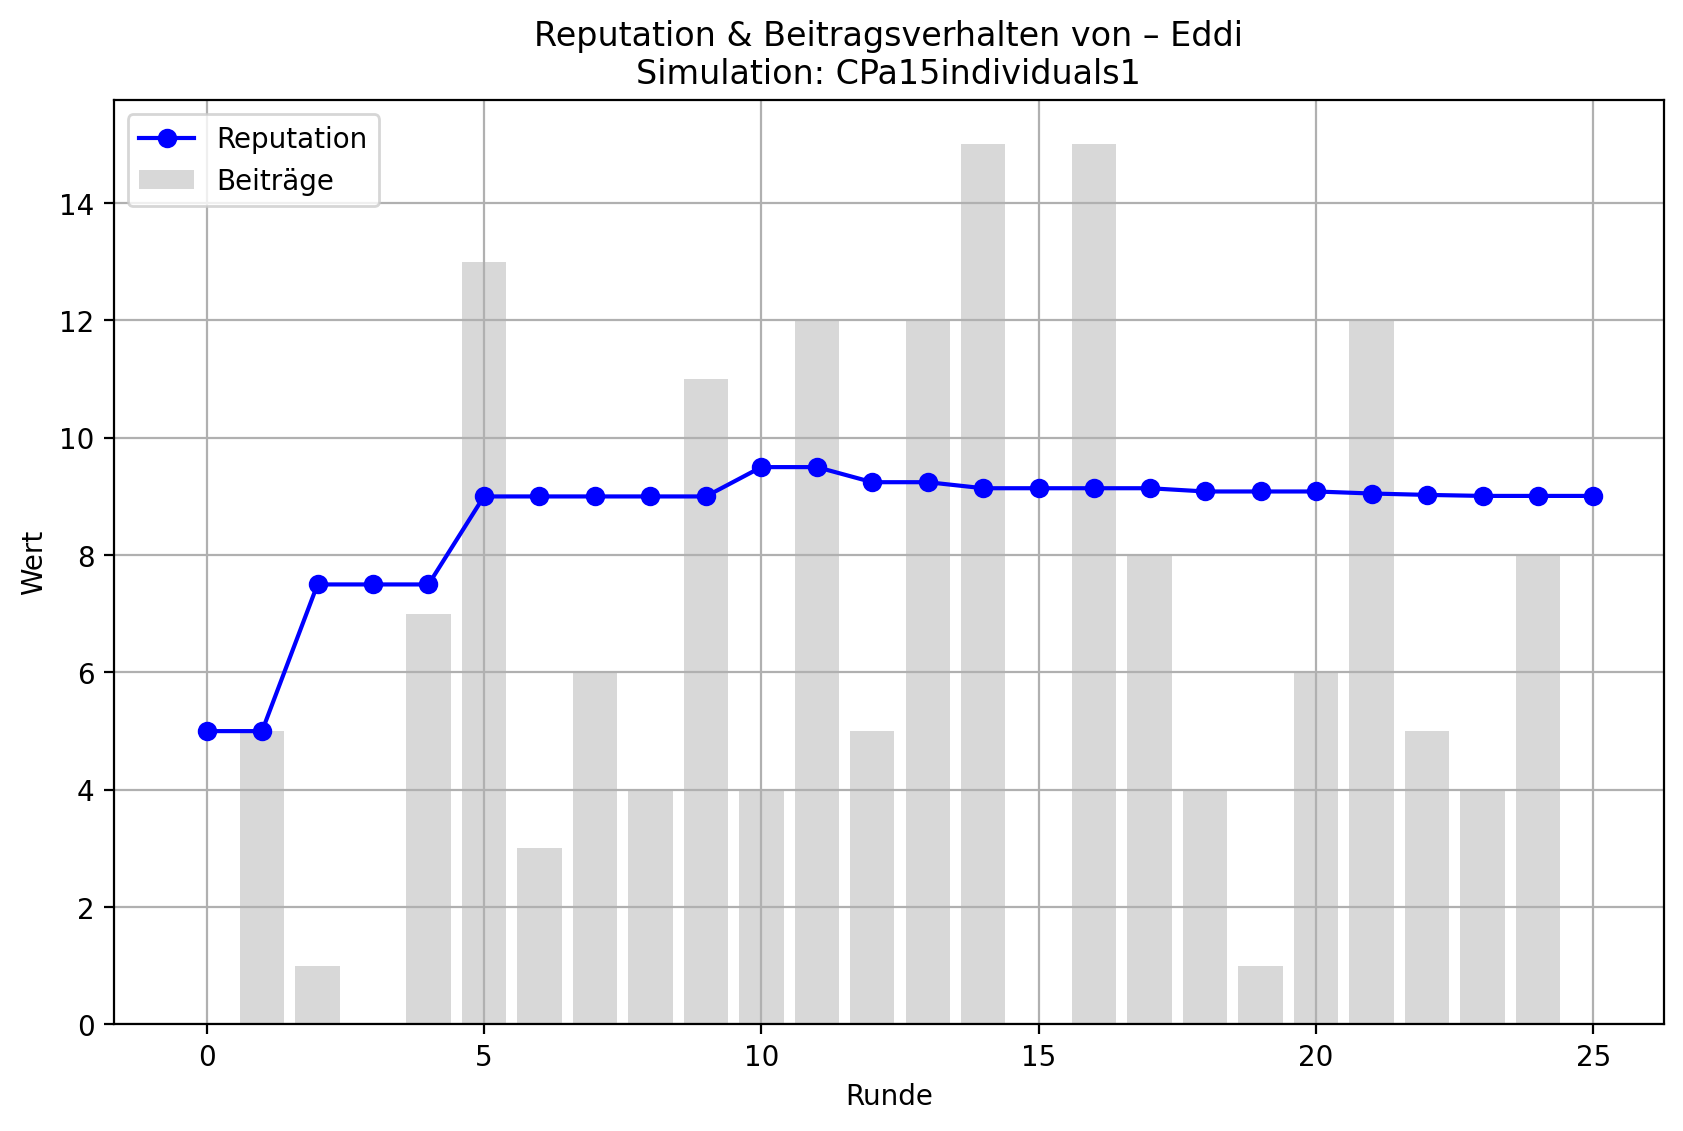 Reputation & Beitragsverhalten von – Eddi
Simulation: CPa15individuals1
Reputation
Beiträge
Wert
14
12
10
8
6
4
2
0
0 5 10 15 20 25
Runde